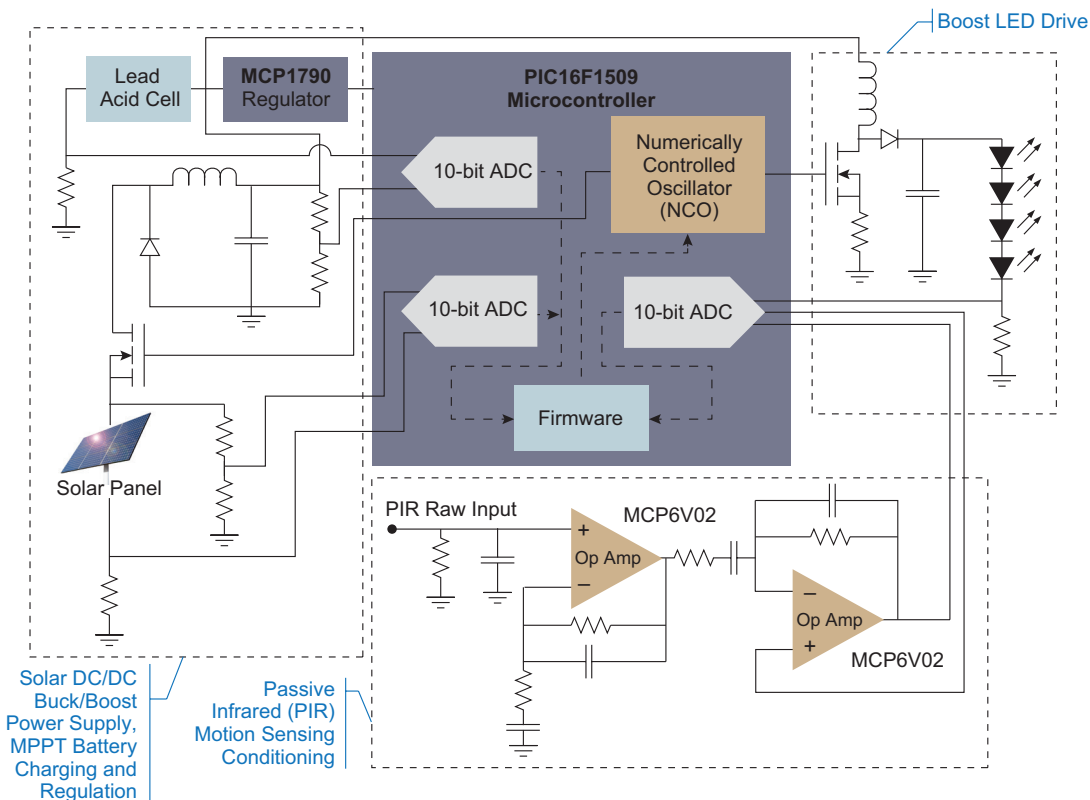 Boost LED Drive
Lead
Acid Cell
MCP1790
Regulator
PIC16F1509
Microcontroller
10-bit ADC
Numerically
Controlled
Oscillator
(NCO)
10-bit ADC
10-bit ADC
Firmware
Solar Panel
PIR Raw Input
MCP6V02
+
Op Amp
−
−
Op Amp
+
MCP6V02
Solar DC/DC
Buck/Boost
Power Supply,
MPPT Battery
Charging and
Regulation
Passive
Infrared (PIR)
Motion Sensing
Conditioning